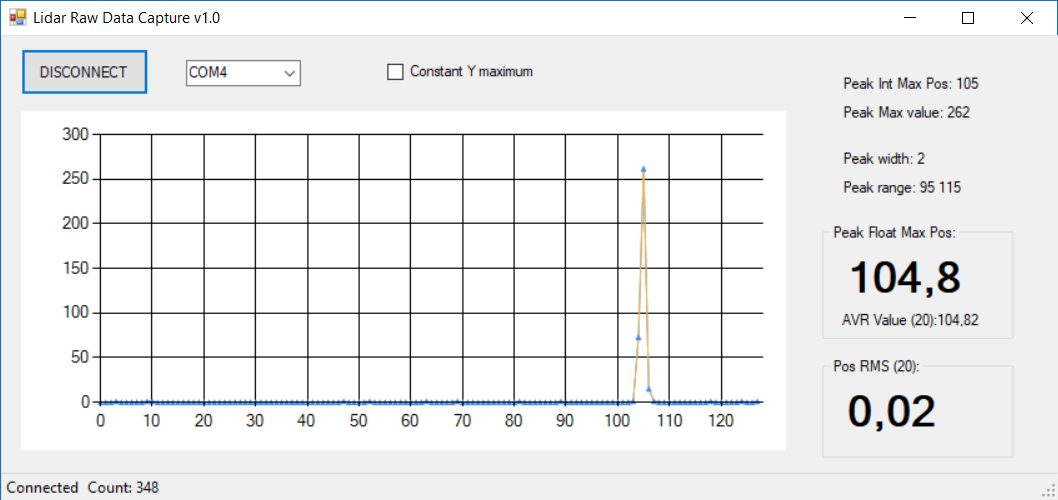 Lidar Raw Data Capture v1.0
DISCONNECT
COM4
Constant Y maximum
Peak Int Max Pos: 105
Peak Max value: 262
Peak width: 2
Peak range: 95 115
Peak Float Max Pos:
104,8
AVR Value (20):104,82
Pos RMS (20):
0,02
300
250
200
150
100
50
0
0 10 20 30 40 50 60 70 80 90 100 110 120
Connected Count: 348